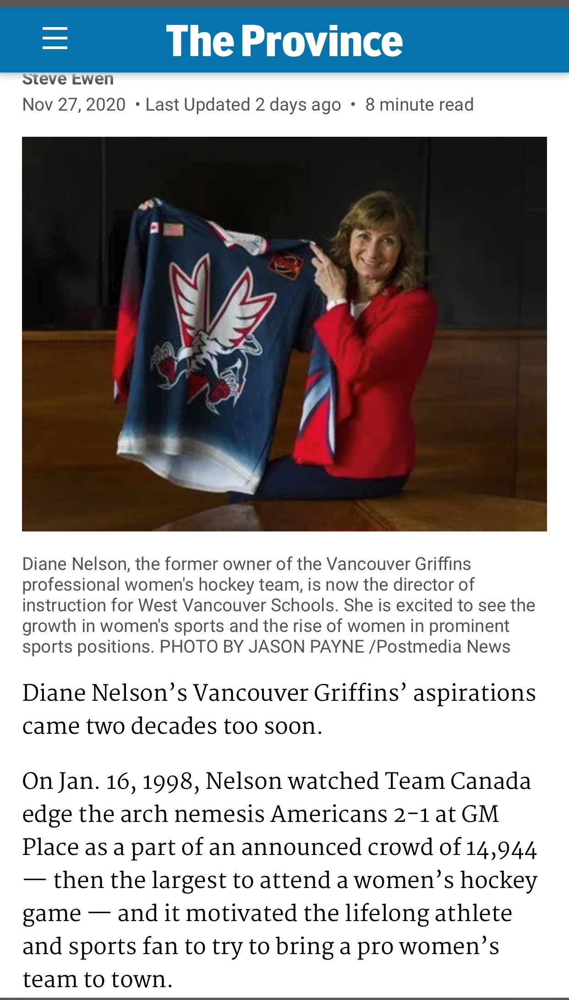 The Province
Steve Ewen
Nov 27, 2020 • Last Updated 2 days ago • 8 minute read
Diane Nelson, the former owner of the Vancouver Griffins
professional women's hockey team, is now the director of
instruction for West Vancouver Schools. She is excited to see the
growth in women's sports and the rise of women in prominent
sports positions. PHOTO BY JASON PAYNE /Postmedia News
Diane Nelson’s Vancouver Griffins’ aspirations
came two decades too soon.
On Jan. 16, 1998, Nelson watched Team Canada
edge the arch nemesis Americans 2-1 at GM
Place as a part of an announced crowd of 14,944
— then the largest to attend a women’s hockey
game — and it motivated the lifelong athlete
and sports fan to try to bring a pro women’s
team to town.